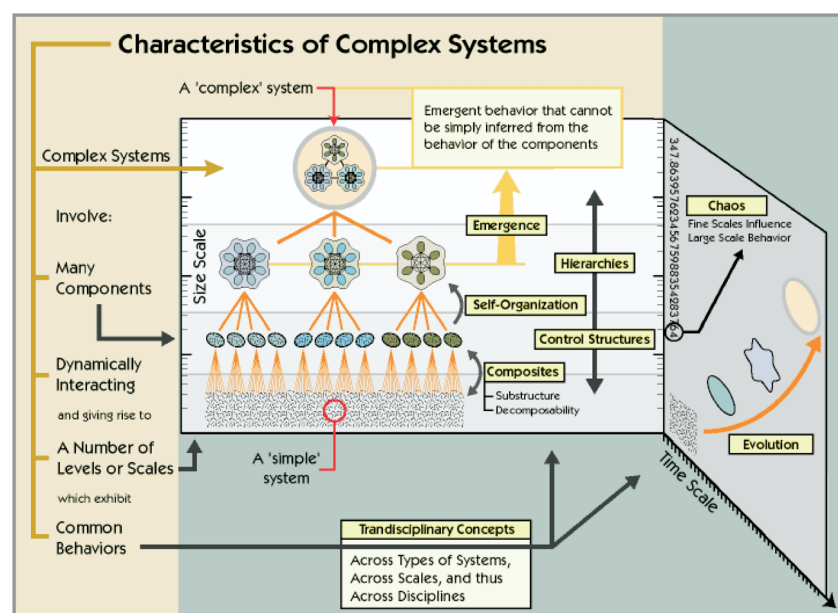 Characteristics of Complex Systems
A 'complex' system
Emergent behavior that cannot
be simply inferred from the
behavior of the components
Complex Systems
Involve:
Many
Components
Dynamically
Interacting
and giving rise to
A Number of
Levels or Scales
which exhibit
Common
Behaviors
Size Scale
Emergence
Hierarchies
Self-Organization
Control Structures
Composites
Substructure
Decomposability
A 'simple'
system
Chaos
Fine Scales Influence
Large Scale Behavior
Evolution
Time Scale
Trandisciplinary Concepts
Across Types of Systems,
Across Scales, and thus
Across Disciplines